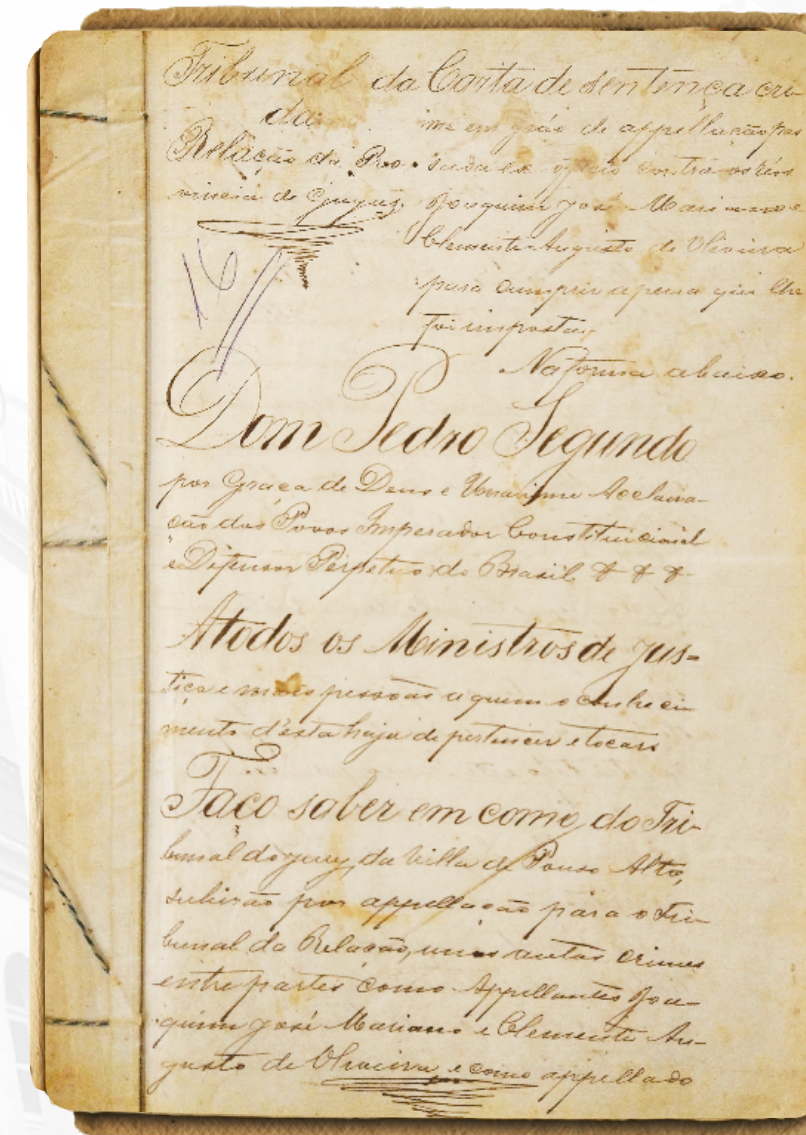 Tribunal da
Relação da Pro-
vincia de Goyaz
16
Carta de sentença cri-
me em gráo de appellação pas
sada ex officio contra os réos
Joaquim José Marianno e
Clemente Augusto de Oliveira
para cumprir a pena que lhe
foi imposta,
Na forma abaixo.
Dom Pedro Segundo
por Graça de Deus e Unanime Acclama-
ção dos Povos Imperador Constitucional
e Defensor Perpetuo do Brasil & & &
A todos os Ministros de Jus-
tiça e mais pessoas a quem o conheci
mento d'esta haja de pertencer e tocar
Faço saber em como, do Tri-
bunal do jury, da Villa de Pouso Alto,
subirão por appellação para o Tri
bunal da Relação, uns autos crimes
entre partes como Appellantes Joa-
quim José Mariano e Clemente Au-
gusto de Oliveira e como appellado